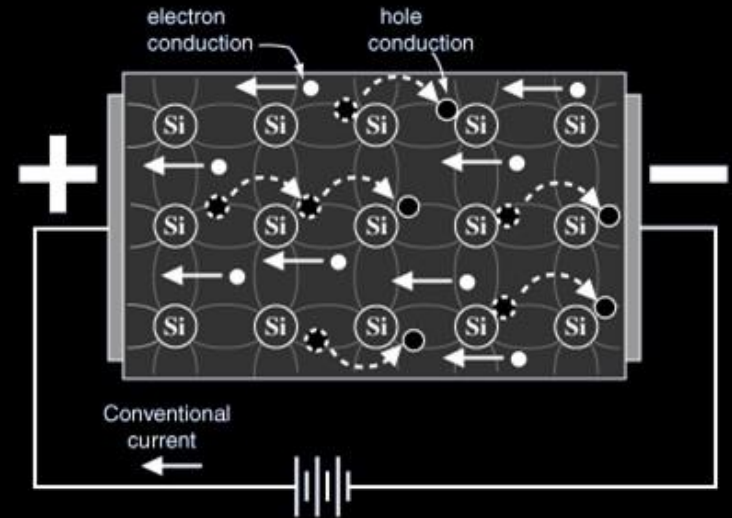 electron
conduction
hole
conduction
+
−
Si Si Si Si Si
Si Si Si Si Si
Si Si Si Si Si
Conventional
current